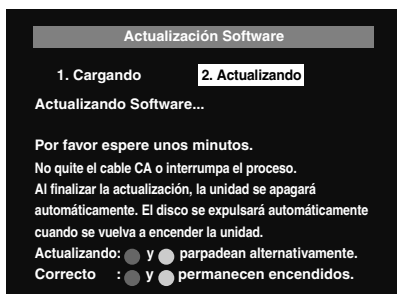 Actualización Software
1. Cargando 2. Actualizando
Actualizando Software...
Por favor espere unos minutos.
No quite el cable CA o interrumpa el proceso.
Al finalizar la actualización, la unidad se apagará
automáticamente. El disco se expulsará automáticamente
cuando se vuelva a encender la unidad.
Actualizando: y parpadean alternativamente.
Correcto : y permanecen encendidos.